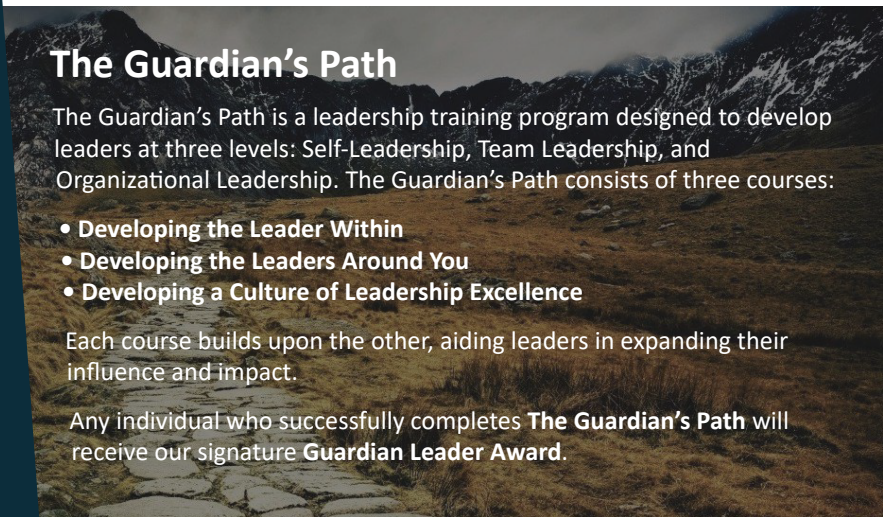 The Guardian’s Path
The Guardian’s Path is a leadership training program designed to develop
leaders at three levels: Self-Leadership, Team Leadership, and
Organizational Leadership. The Guardian’s Path consists of three courses:
• Developing the Leader Within
• Developing the Leaders Around You
• Developing a Culture of Leadership Excellence
Each course builds upon the other, aiding leaders in expanding their
influence and impact.
Any individual who successfully completes The Guardian’s Path will
receive our signature Guardian Leader Award.